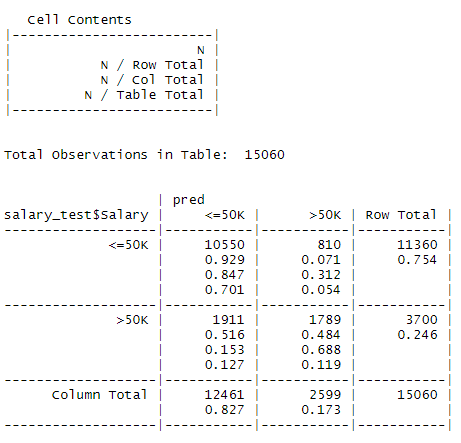 Cell Contents
|-------------------------|
|                       N |
|           N / Row Total |
|           N / Col Total |
|         N / Table Total |
|-------------------------|
Total Observations in Table:  15060
                   | pred
salary_test$Salary |     <=50K |      >50K | Row Total |
-------------------|-----------|-----------|-----------|
             <=50K |     10550 |       810 |     11360 |
                   |     0.929 |     0.071 |     0.754 |
                   |     0.847 |     0.312 |           |
                   |     0.701 |     0.054 |           |
-------------------|-----------|-----------|-----------|
              >50K |      1911 |      1789 |      3700 |
                   |     0.516 |     0.484 |     0.246 |
                   |     0.153 |     0.688 |           |
                   |     0.127 |     0.119 |           |
-------------------|-----------|-----------|-----------|
      Column Total |     12461 |      2599 |     15060 |
                   |     0.827 |     0.173 |           |
-------------------|-----------|-----------|-----------|